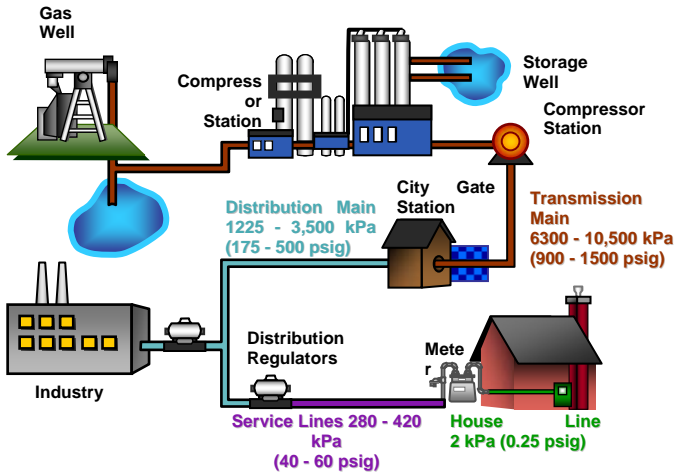 Gas
Well
Compress
or
Station
Storage
Well
Compressor
Station
City Gate
Station
Transmission
Main
6300 - 10,500 kPa
(900 - 1500 psig)
Distribution Main
1225 - 3,500 kPa
(175 - 500 psig)
Distribution
Regulators
Mete
r
Industry
Service Lines 280 - 420
kPa
(40 - 60 psig)
House Line
2 kPa (0.25 psig)